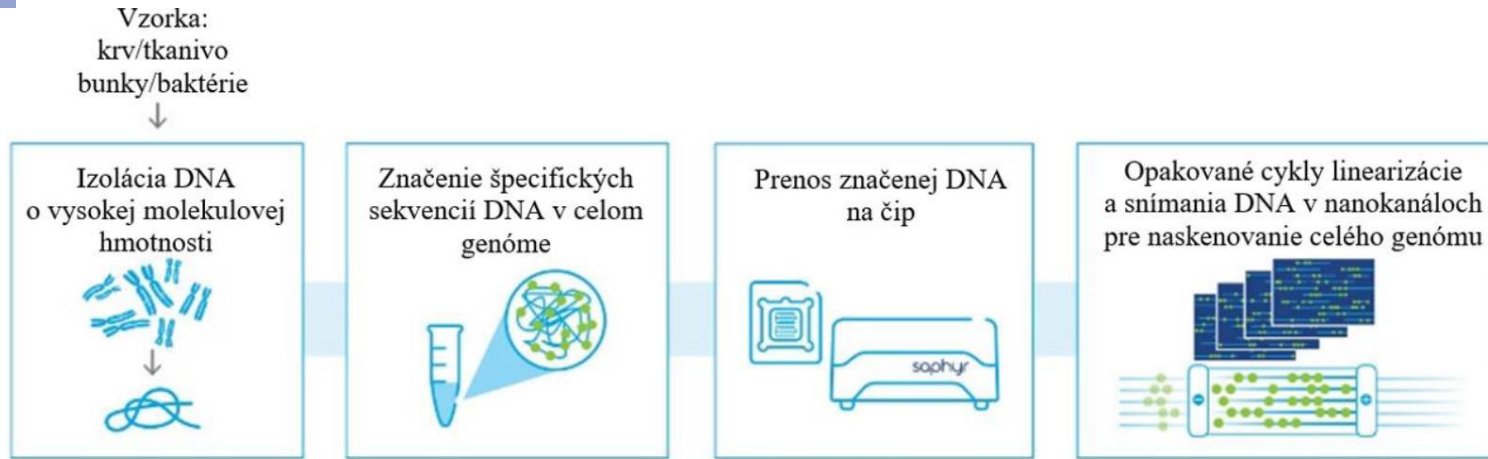 Vzorka:
krv/tkanivo
bunky/baktérie
Izolácia DNA
o vysokej molekulovej
hmotnosti
Značenie špecifických
sekvencií DNA v celom
genóme
Prenos značenej DNA
na čip
saphyr
Opakované cykly linearizácie
a snímania DNA v nanokanáloch
pre naskenovanie celého genómu